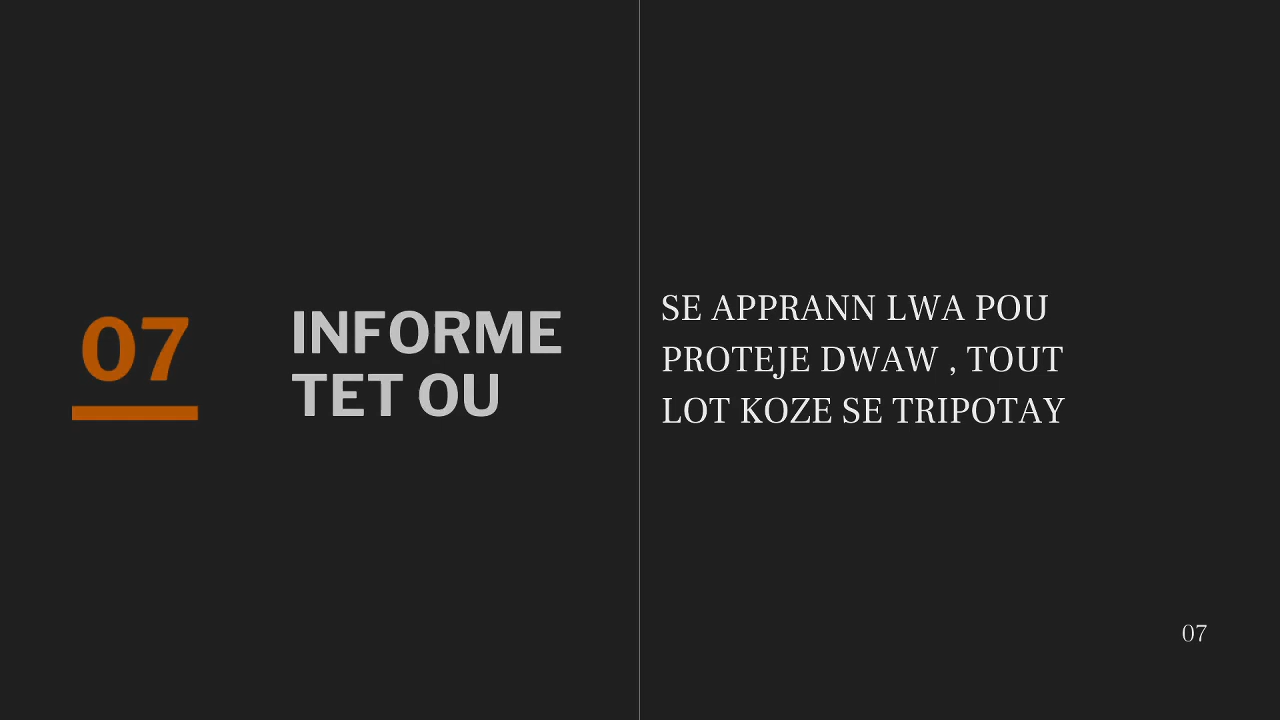 07
INFORME
TET OU
SE APPRANN LWA POU
PROTEJE DWAW , TOUT
LOT KOZE SE TRIPOTAY
07